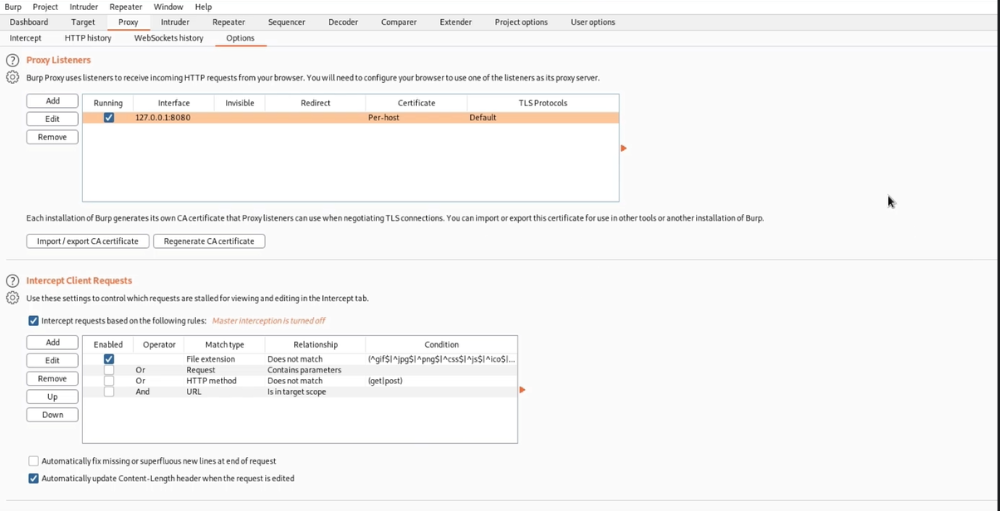 Burp Project Intruder Repeater Window Help
Dashboard Target Proxy Intruder Repeater Sequencer Decoder Comparer Extender Project options User options
Intercept HTTP history WebSockets history Options
? Proxy Listeners
Burp Proxy uses listeners to receive incoming HTTP requests from your browser. You will need to configure your browser to use one of the listeners as its proxy server.
Add
Edit
Remove
Running Interface Invisible Redirect Certificate TLS Protocols
127.0.0.1:8080 Per-host Default
Each installation of Burp generates its own CA certificate that Proxy listeners can use when negotiating TLS connections. You can import or export this certificate for use in other tools or another installation of Burp.
Import / export CA certificate Regenerate CA certificate
? Intercept Client Requests
Use these settings to control which requests are stalled for viewing and editing in the Intercept tab.
Intercept requests based on the following rules: Master interception is turned off
Add
Edit
Remove
Up
Down
Enabled Operator Match type Relationship Condition
File extension Does not match (^gif$|^jpg$|^png$|^css$|^js$|^ico$|...
Or Request Contains parameters
Or HTTP method Does not match (get|post)
And URL Is in target scope
Automatically fix missing or superfluous new lines at end of request
Automatically update Content-Length header when the request is edited